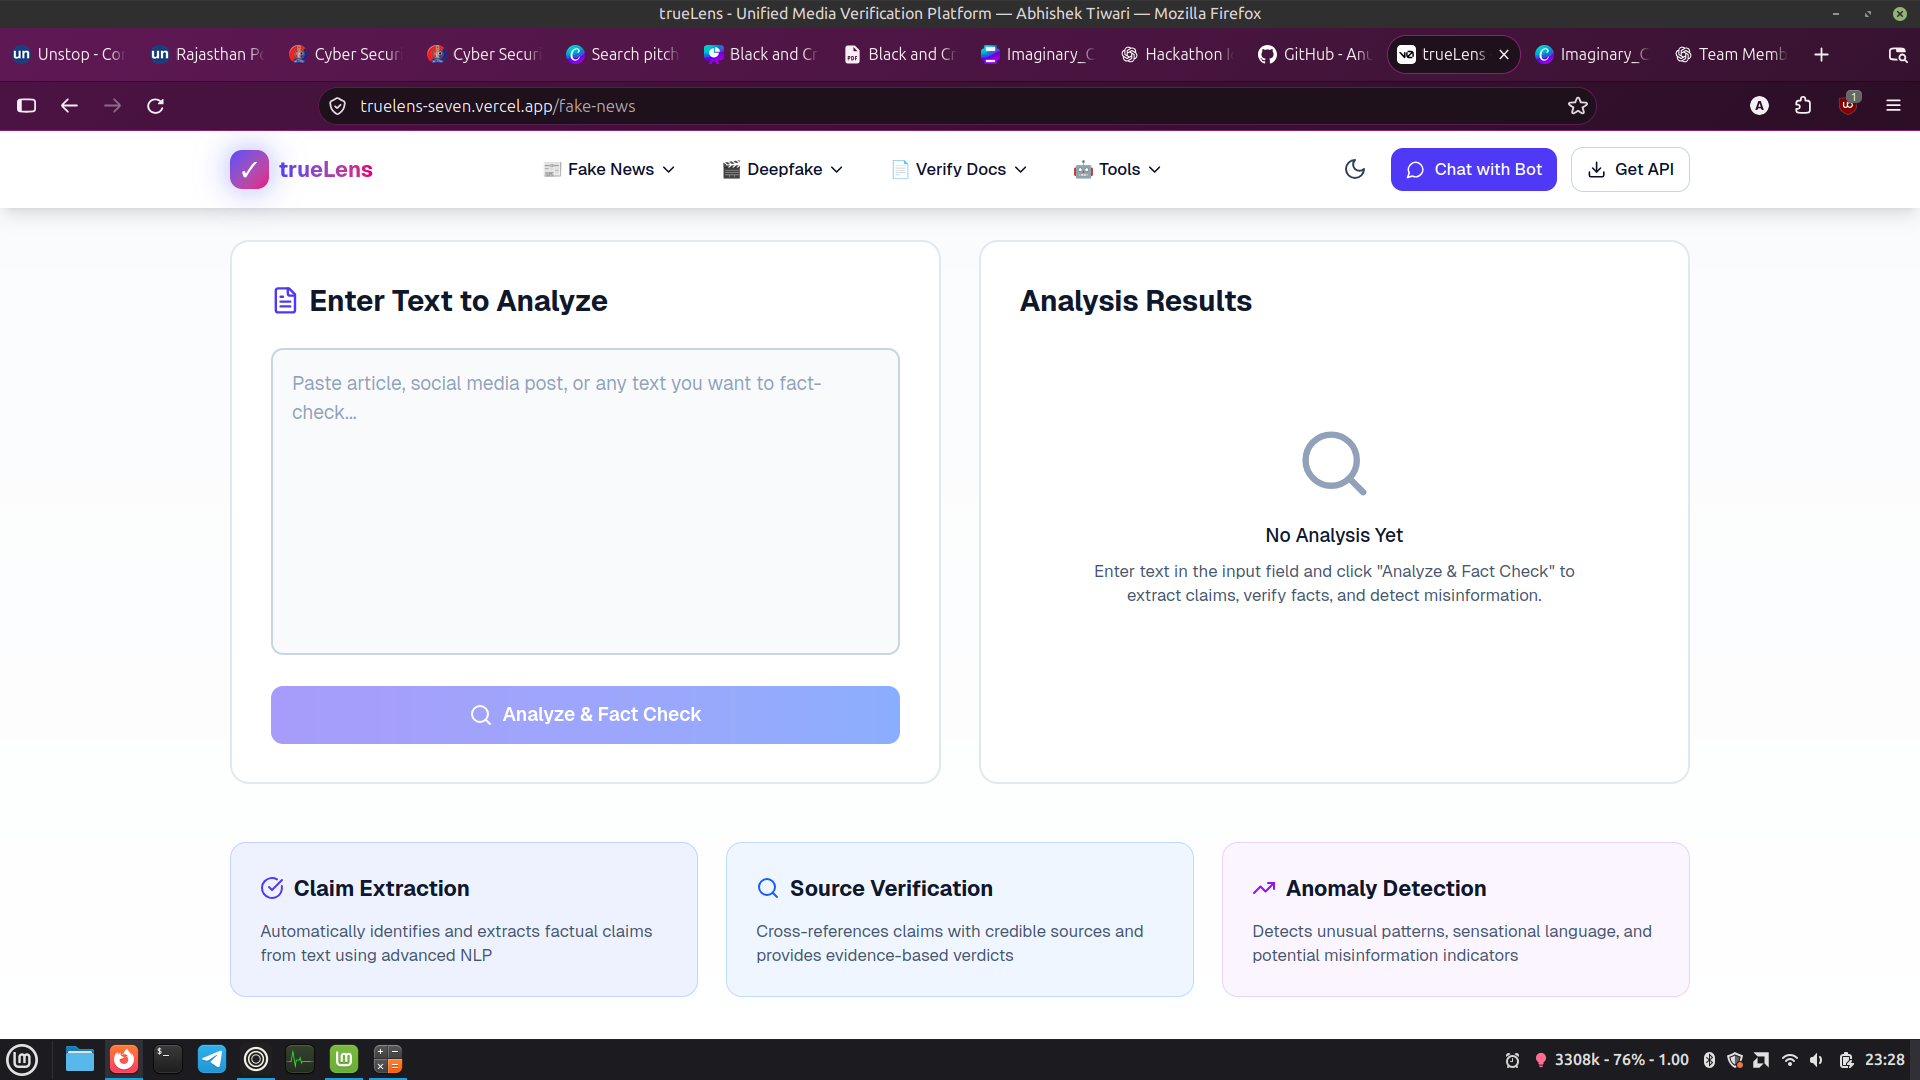 trueLens - Unified Media Verification Platform — Abhishek Tiwari — Mozilla Firefox
Unstop - Co
Rajasthan Po
Cyber Securi
Cyber Securi
Search pitch
Black and Cr
Black and Cr
Imaginary_C
Hackathon I
GitHub - Anu
trueLens
Imaginary_C
Team Memb
truelens-seven.vercel.app/fake-news
A
1
trueLens
Fake News
Deepfake
Verify Docs
Tools
Chat with Bot
Get API
Enter Text to Analyze
Paste article, social media post, or any text you want to fact-
check...
Analyze & Fact Check
Analysis Results
No Analysis Yet
Enter text in the input field and click "Analyze & Fact Check" to
extract claims, verify facts, and detect misinformation.
Claim Extraction
Automatically identifies and extracts factual claims
from text using advanced NLP
Source Verification
Cross-references claims with credible sources and
provides evidence-based verdicts
Anomaly Detection
Detects unusual patterns, sensational language, and
potential misinformation indicators
3308k - 76% - 1.00
23:28